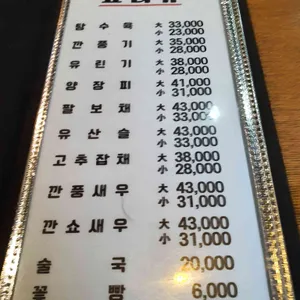 탕 수 육 大 33,000
小 23,000
깐 풍 기 大 35,000
小 28,000
유 린 기 大 38,000
小 28,000
양 장 피 大 41,000
小 31,000
팔 보 채 大 43,000
小 33,000
유 산 슬 大 43,000
小 33,000
고추잡채 大 38,000
小 28,000
깐풍새우 大 43,000
小 31,000
깐쇼새우 大 43,000
小 31,000
술 국 20,000
꽃 빵 6,000